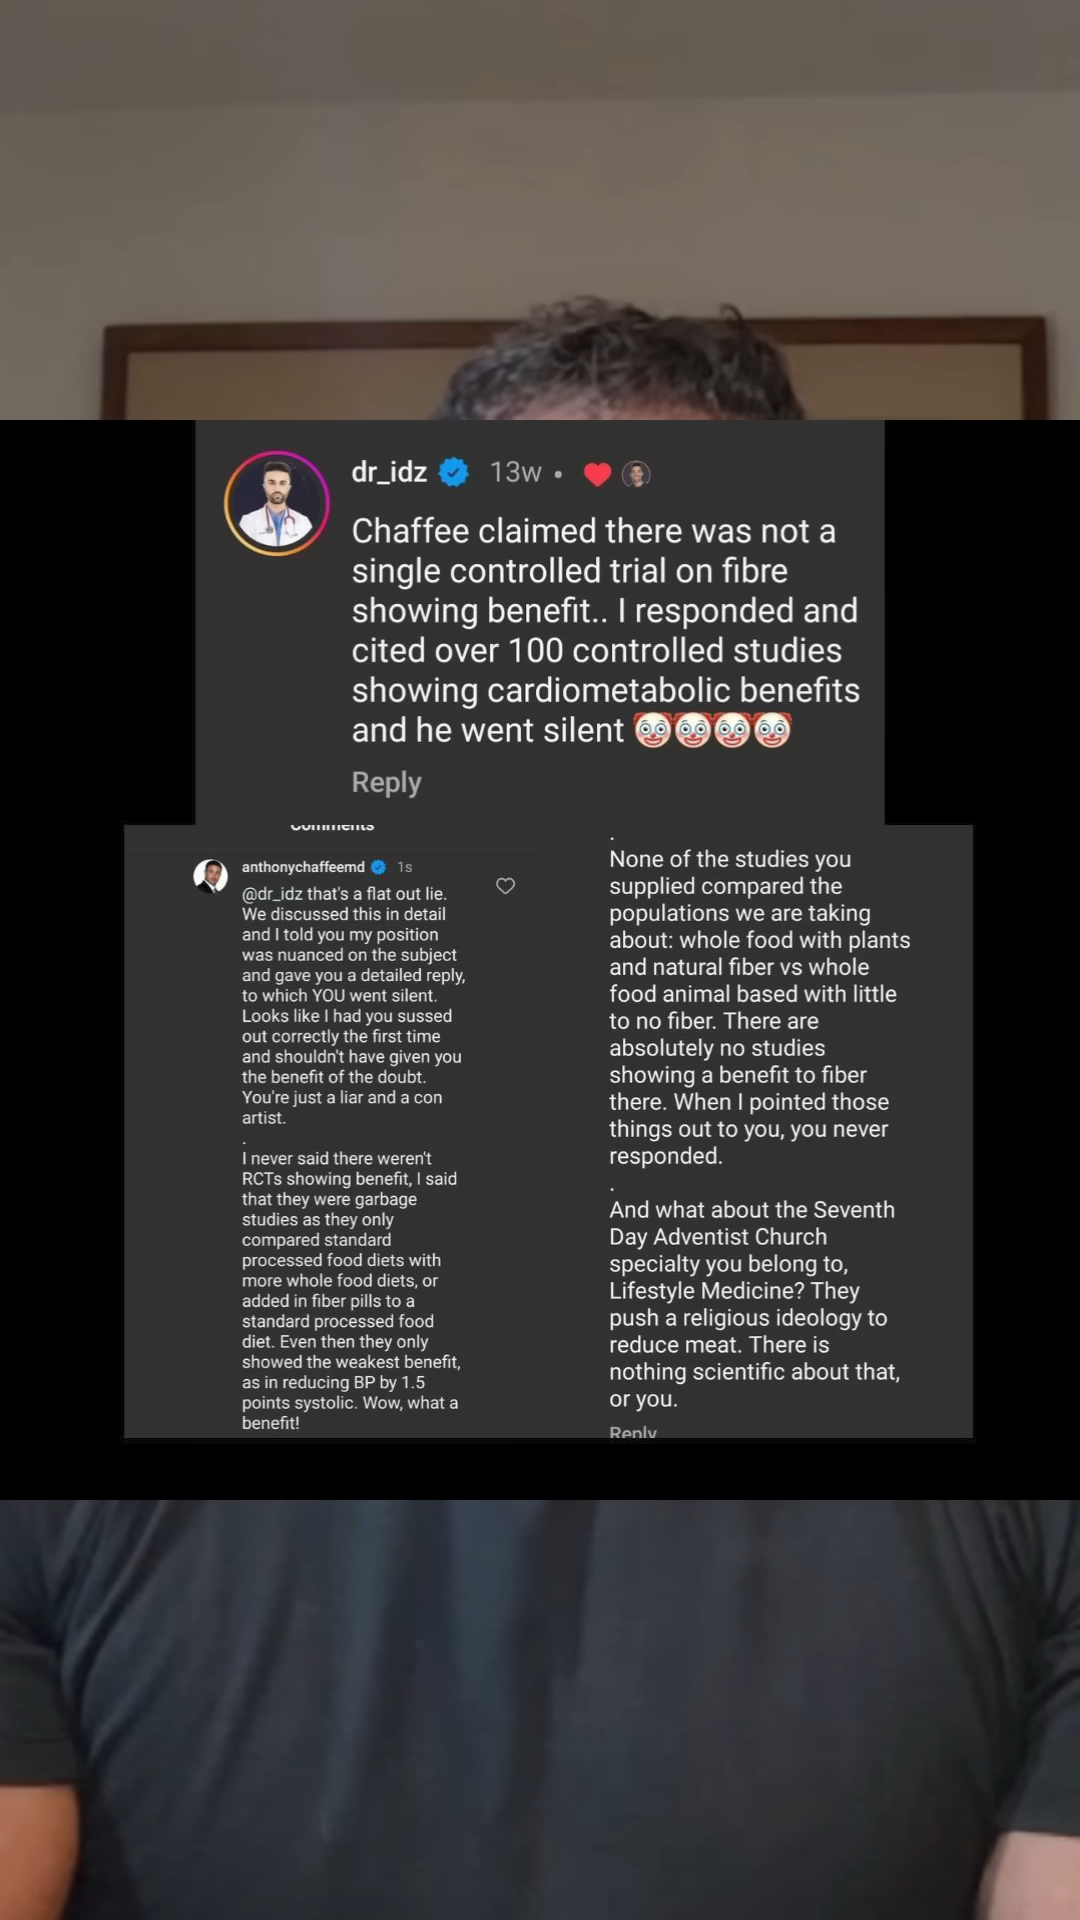 dr_idz 13w •
Chaffee claimed there was not a
single controlled trial on fibre
showing benefit.. I responded and
cited over 100 controlled studies
showing cardiometabolic benefits
and he went silent 🤡🤡🤡🤡
Reply
Comments
anthonychaffeemd 1s
@dr_idz that's a flat out lie.
We discussed this in detail
and I told you my position
was nuanced on the subject
and gave you a detailed reply,
to which YOU went silent.
Looks like I had you sussed
out correctly the first time
and shouldn't have given you
the benefit of the doubt.
You're just a liar and a con
artist.
.
I never said there weren't
RCTs showing benefit, I said
that they were garbage
studies as they only
compared standard
processed food diets with
more whole food diets, or
added in fiber pills to a
standard processed food
diet. Even then they only
showed the weakest benefit,
as in reducing BP by 1.5
points systolic. Wow, what a
benefit!
.
None of the studies you
supplied compared the
populations we are taking
about: whole food with plants
and natural fiber vs whole
food animal based with little
to no fiber. There are
absolutely no studies
showing a benefit to fiber
there. When I pointed those
things out to you, you never
responded.
.
And what about the Seventh
Day Adventist Church
specialty you belong to,
Lifestyle Medicine? They
push a religious ideology to
reduce meat. There is
nothing scientific about that,
or you.
Reply